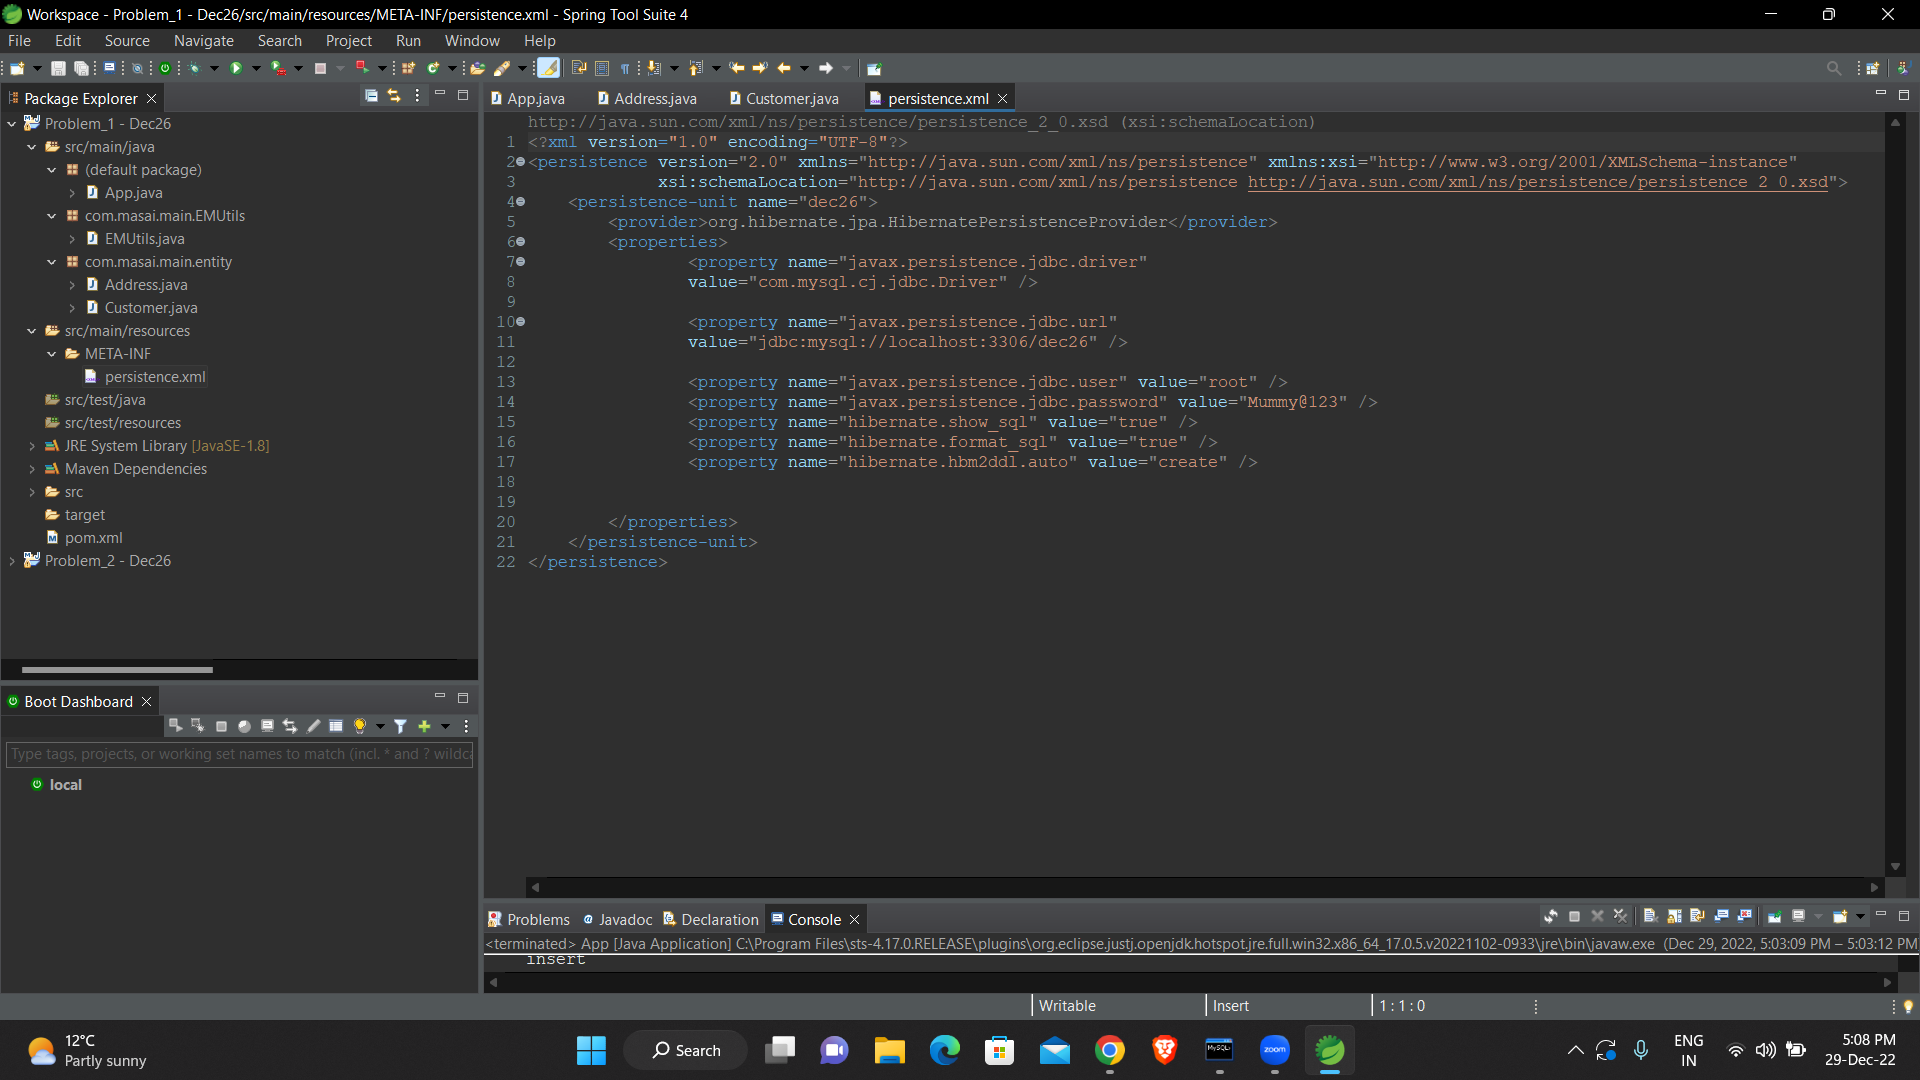 Workspace - Problem_1 - Dec26/src/main/resources/META-INF/persistence.xml - Spring Tool Suite 4
File Edit Source Navigate Search Project Run Window Help
Package Explorer
Problem_1 - Dec26
src/main/java
(default package)
App.java
com.masai.main.EMUtils
EMUtils.java
com.masai.main.entity
Address.java
Customer.java
src/main/resources
META-INF
persistence.xml
src/test/java
src/test/resources
JRE System Library [JavaSE-1.8]
Maven Dependencies
src
target
pom.xml
Problem_2 - Dec26
Boot Dashboard
Type tags, projects, or working set names to match (incl. * and ? wildca
local
App.java Address.java Customer.java persistence.xml
http://java.sun.com/xml/ns/persistence/persistence_2_0.xsd (xsi:schemaLocation)
1 <?xml version="1.0" encoding="UTF-8"?>
2 <persistence version="2.0" xmlns="http://java.sun.com/xml/ns/persistence" xmlns:xsi="http://www.w3.org/2001/XMLSchema-instance"
3 xsi:schemaLocation="http://java.sun.com/xml/ns/persistence http://java.sun.com/xml/ns/persistence/persistence_2_0.xsd">
4 <persistence-unit name="dec26">
5 <provider>org.hibernate.jpa.HibernatePersistenceProvider</provider>
6 <properties>
7 <property name="javax.persistence.jdbc.driver"
8 value="com.mysql.cj.jdbc.Driver" />
9
10 <property name="javax.persistence.jdbc.url"
11 value="jdbc:mysql://localhost:3306/dec26" />
12
13 <property name="javax.persistence.jdbc.user" value="root" />
14 <property name="javax.persistence.jdbc.password" value="Mummy@123" />
15 <property name="hibernate.show_sql" value="true" />
16 <property name="hibernate.format_sql" value="true" />
17 <property name="hibernate.hbm2ddl.auto" value="create" />
18
19
20 </properties>
21 </persistence-unit>
22 </persistence>
Problems Javadoc Declaration Console
<terminated> App [Java Application] C:\Program Files\sts-4.17.0.RELEASE\plugins\org.eclipse.justj.openjdk.hotspot.jre.full.win32.x86_64_17.0.5.v20221102-0933\jre\bin\javaw.exe (Dec 29, 2022, 5:03:09 PM – 5:03:12 PM
insert
Writable Insert 1 : 1 : 0
12°C
Partly sunny
Search
MySQL
zoom
ENG
IN
5:08 PM
29-Dec-22